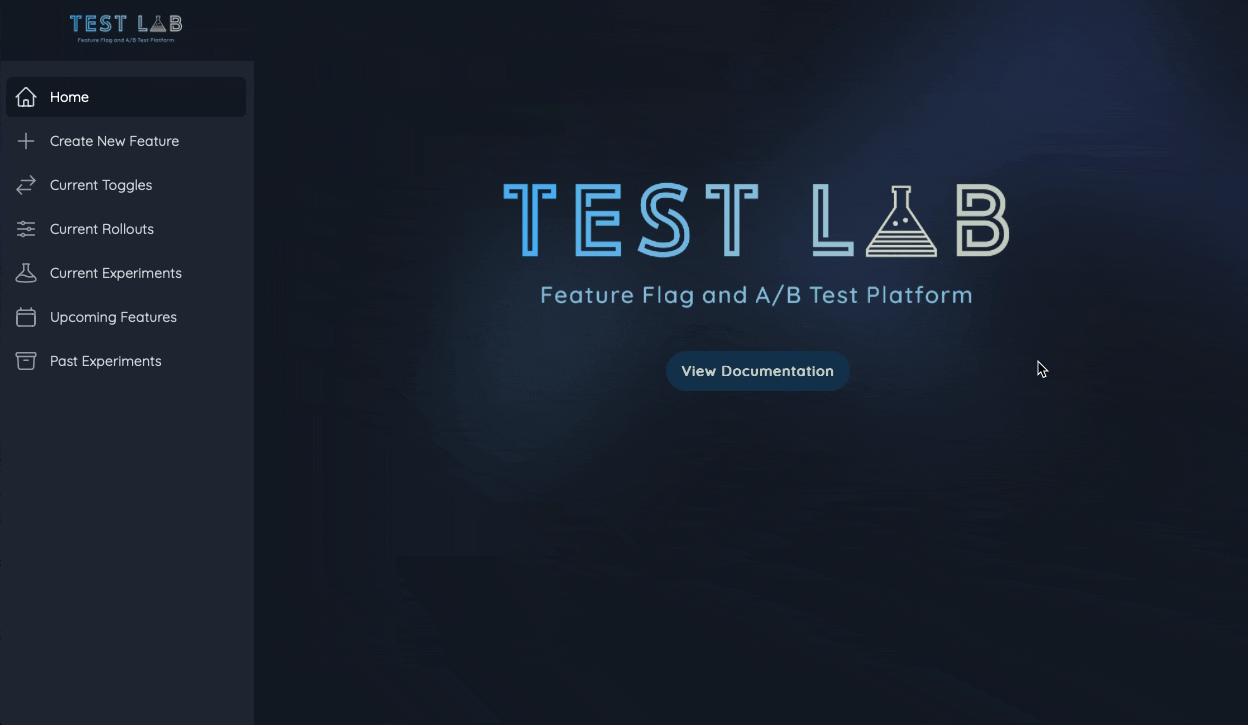 TEST LAB
Feature Flag and A/B Test Platform
Home
Create New Feature
Current Toggles
Current Rollouts
Current Experiments
Upcoming Features
Past Experiments
TEST LAB
Feature Flag and A/B Test Platform
View Documentation